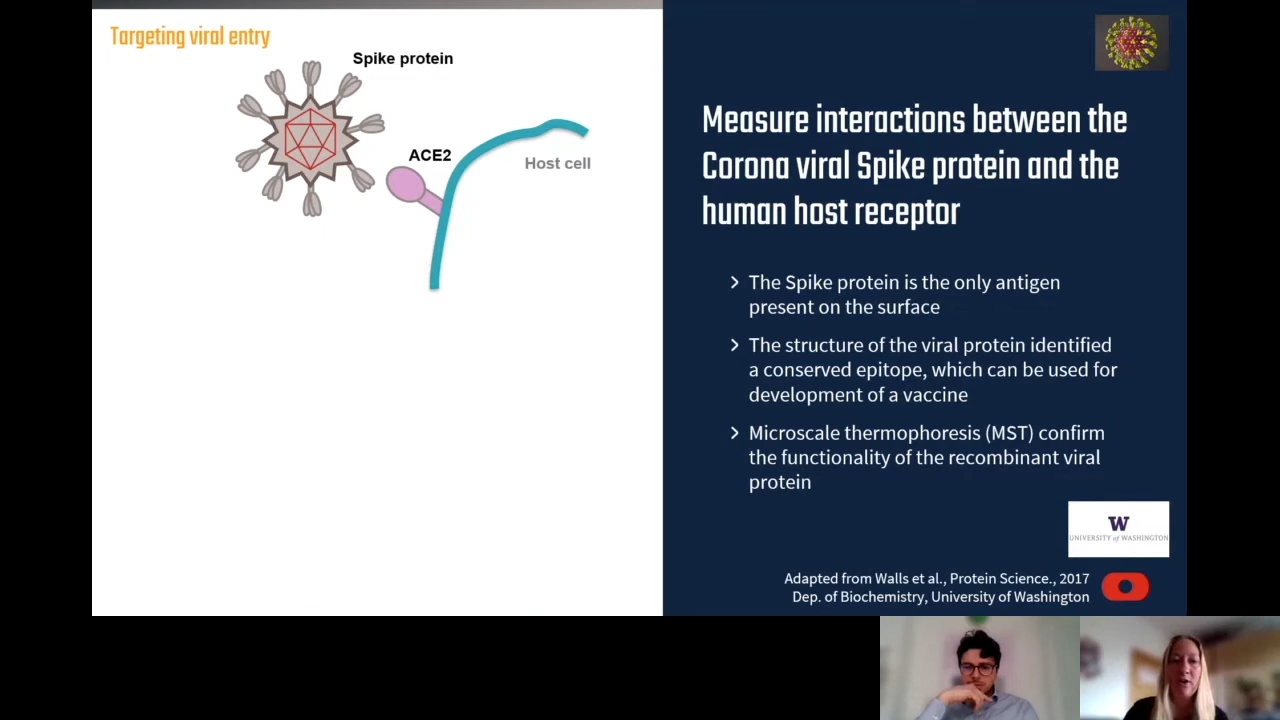 Targeting viral entry
Spike protein
ACE2
Host cell
Measure interactions between the
Corona viral Spike protein and the
human host receptor
The Spike protein is the only antigen
present on the surface
The structure of the viral protein identified
a conserved epitope, which can be used for
development of a vaccine
Microscale thermophoresis (MST) confirm
the functionality of the recombinant viral
protein
W
UNIVERSITY of WASHINGTON
Adapted from Walls et al., Protein Science., 2017
Dep. of Biochemistry, University of Washington